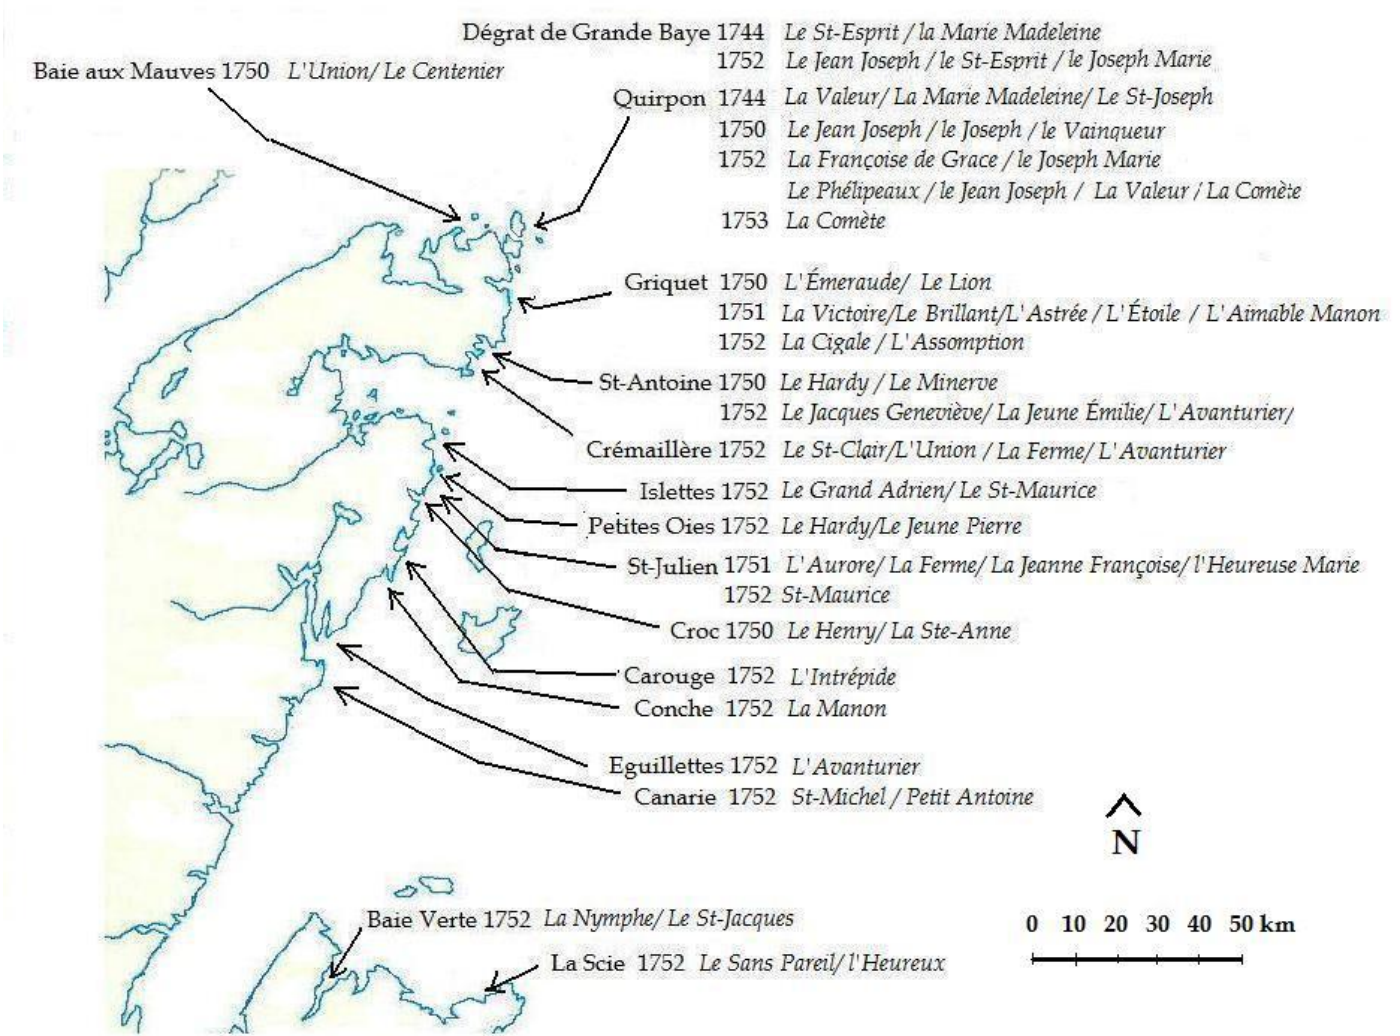 Dégrat de Grande Baye 1744 Le St-Esprit / la Marie Madeleine
1752 Le Jean Joseph / le St-Esprit / le Joseph Marie
Baie aux Mauves 1750 L'Union/ Le Centenier
Quirpon 1744 La Valeur/ La Marie Madeleine/ Le St-Joseph
1750 Le Jean Joseph / le Joseph / le Vainqueur
1752 La Françoise de Grace / le Joseph Marie
Le Phélipeaux / le Jean Joseph / La Valeur / La Comète
1753 La Comète
Griquet 1750 L'Émeraude/ Le Lion
1751 La Victoire/Le Brillant/L'Astrée / L'Étoile / L'Aimable Manon
1752 La Cigale / L'Assomption
St-Antoine 1750 Le Hardy / Le Minerve
1752 Le Jacques Geneviève/ La Jeune Émilie/ L'Avanturier/
Crémaillère 1752 Le St-Clair/L'Union / La Ferme/ L'Avanturier
Islettes 1752 Le Grand Adrien/ Le St-Maurice
Petites Oies 1752 Le Hardy/Le Jeune Pierre
St-Julien 1751 L'Aurore/ La Ferme/ La Jeanne Françoise/ l'Heureuse Marie
1752 St-Maurice
Croc 1750 Le Henry/ La Ste-Anne
Carouge 1752 L'Intrépide
Conche 1752 La Manon
Eguillettes 1752 L'Avanturier
Canarie 1752 St-Michel / Petit Antoine
N
Baie Verte 1752 La Nymphe/ Le St-Jacques
0 10 20 30 40 50 km
La Scie 1752 Le Sans Pareil/ l'Heureux